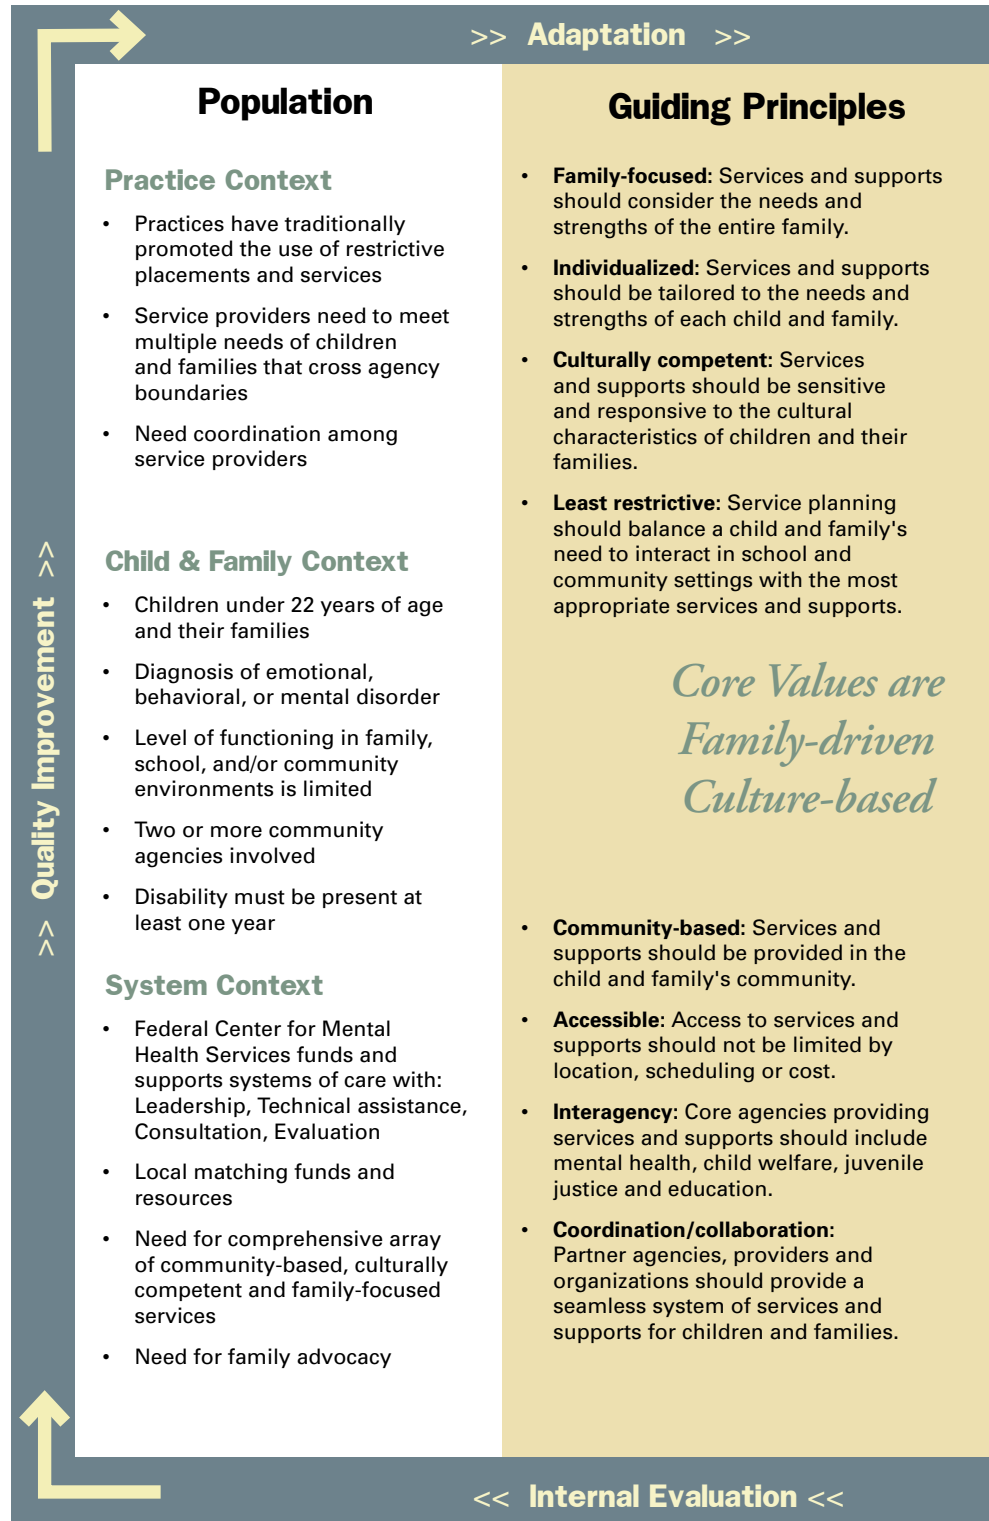 >> Adaptation >>
Population
Practice Context
• Practices have traditionally
promoted the use of restrictive
placements and services
• Service providers need to meet
multiple needs of children
and families that cross agency
boundaries
• Need coordination among
service providers
Child & Family Context
• Children under 22 years of age
and their families
• Diagnosis of emotional,
behavioral, or mental disorder
• Level of functioning in family,
school, and/or community
environments is limited
• Two or more community
agencies involved
• Disability must be present at
least one year
System Context
• Federal Center for Mental
Health Services funds and
supports systems of care with:
Leadership, Technical assistance,
Consultation, Evaluation
• Local matching funds and
resources
• Need for comprehensive array
of community-based, culturally
competent and family-focused
services
• Need for family advocacy
Guiding Principles
• Family-focused: Services and supports
should consider the needs and
strengths of the entire family.
• Individualized: Services and supports
should be tailored to the needs and
strengths of each child and family.
• Culturally competent: Services
and supports should be sensitive
and responsive to the cultural
characteristics of children and their
families.
• Least restrictive: Service planning
should balance a child and family's
need to interact in school and
community settings with the most
appropriate services and supports.
Core Values are
Family-driven
Culture-based
• Community-based: Services and
supports should be provided in the
child and family's community.
• Accessible: Access to services and
supports should not be limited by
location, scheduling or cost.
• Interagency: Core agencies providing
services and supports should include
mental health, child welfare, juvenile
justice and education.
• Coordination/collaboration:
Partner agencies, providers and
organizations should provide a
seamless system of services and
supports for children and families.
>> Quality Improvement >>
<< Internal Evaluation <<